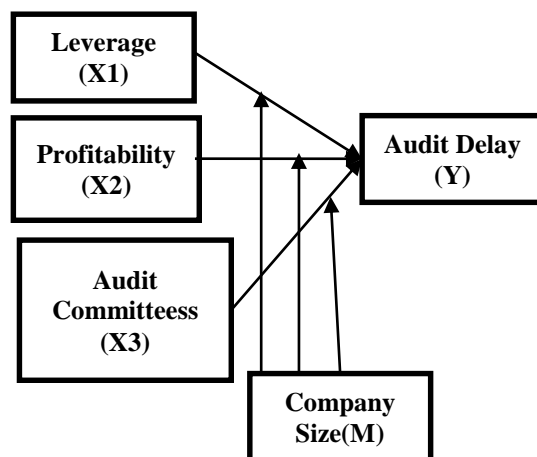 Leverage
(X1)
Profitability
(X2)
Audit
Committeess
(X3)
Audit Delay
(Y)
Company
Size(M)